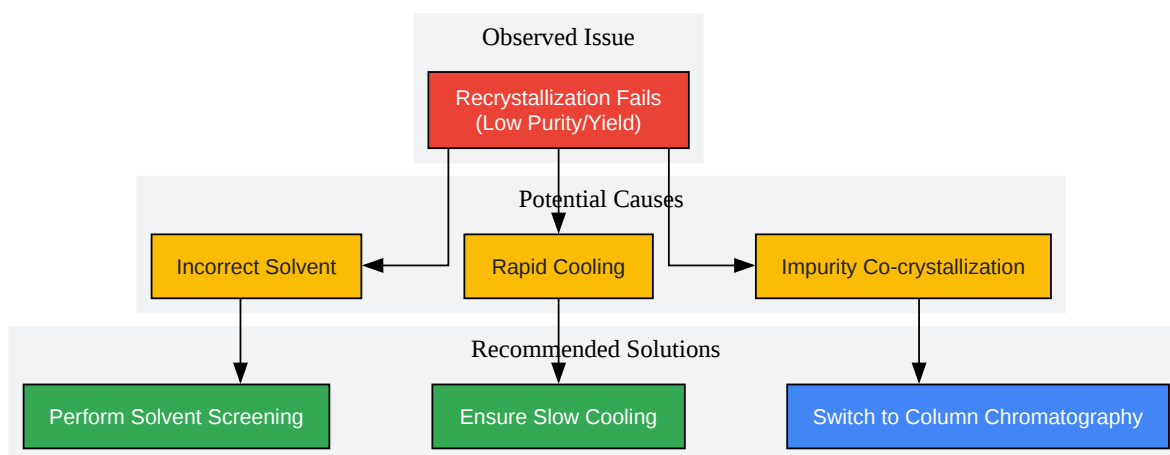 Observed Issue
Recrystallization Fails
(Low Purity/Yield)
Potential Causes
Incorrect Solvent
Rapid Cooling
Impurity Co-crystallization
Recommended Solutions
Perform Solvent Screening
Ensure Slow Cooling
Switch to Column Chromatography